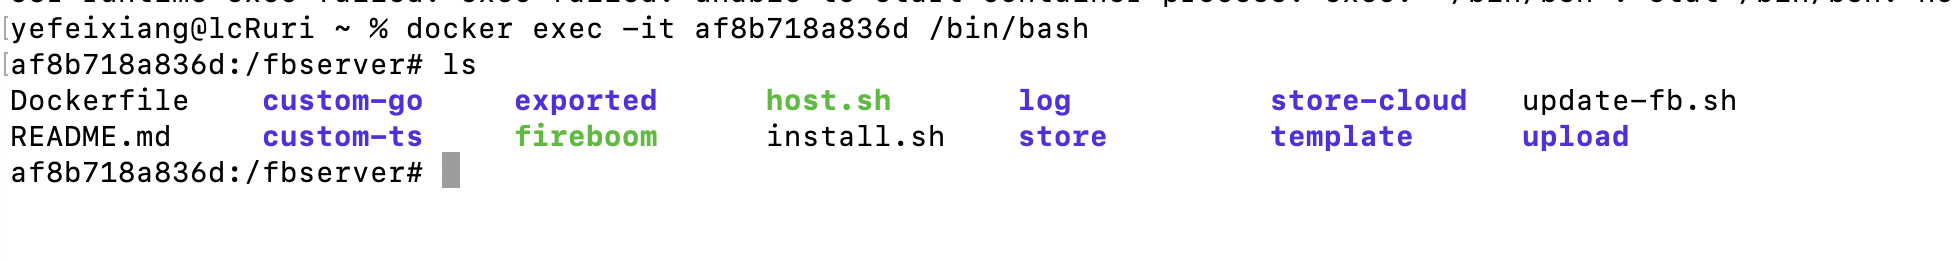 yefeixiang@lcRuri ~ % docker exec -it af8b718a836d /bin/bash
af8b718a836d:/fbserver# ls
Dockerfile custom-go exported host.sh log store-cloud update-fb.sh
README.md custom-ts fireboom install.sh store template upload
af8b718a836d:/fbserver#